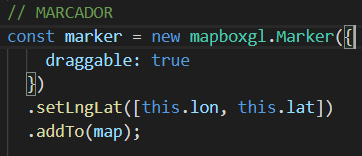 // MARCADOR
const marker = new mapboxgl.Marker({
draggable: true
})
.setLngLat([this.lon, this.lat])
.addTo(map);